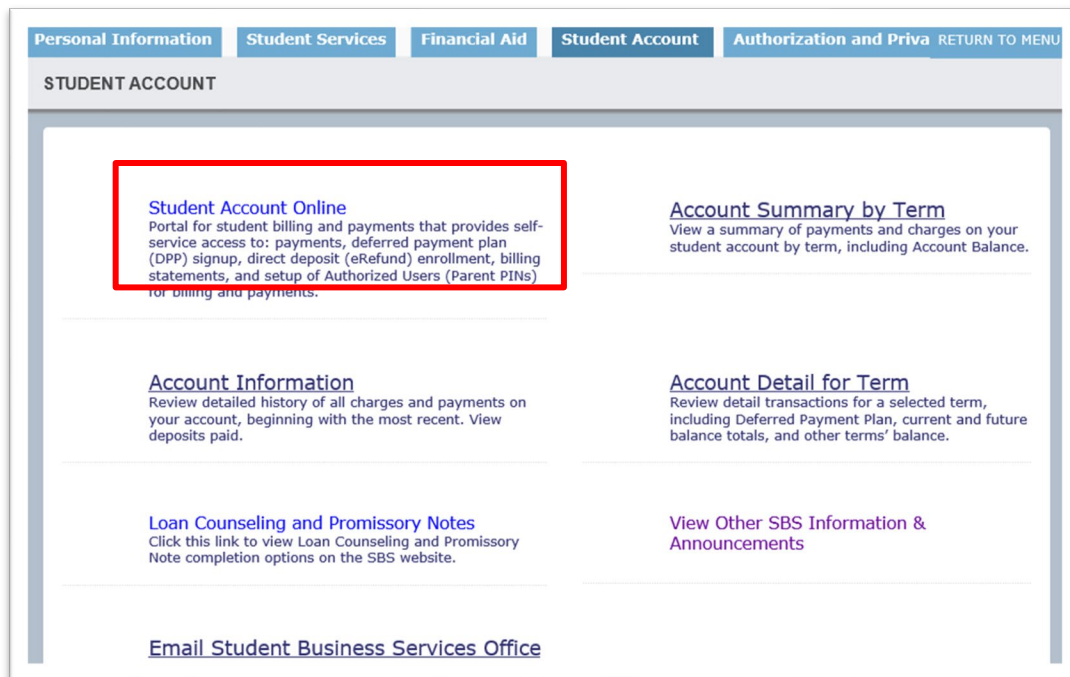 Personal Information Student Services Financial Aid Student Account Authorization and Priva RETURN TO MENU
STUDENT ACCOUNT
Student Account Online
Portal for student billing and payments that provides self-
service access to: payments, deferred payment plan
(DPP) signup, direct deposit (eRefund) enrollment, billing
statements, and setup of Authorized Users (Parent PINs)
for billing and payments.
Account Summary by Term
View a summary of payments and charges on your
student account by term, including Account Balance.
Account Information
Review detailed history of all charges and payments on
your account, beginning with the most recent. View
deposits paid.
Account Detail for Term
Review detail transactions for a selected term,
including Deferred Payment Plan, current and future
balance totals, and other terms' balance.
Loan Counseling and Promissory Notes
Click this link to view Loan Counseling and Promissory
Note completion options on the SBS website.
View Other SBS Information &
Announcements
Email Student Business Services Office